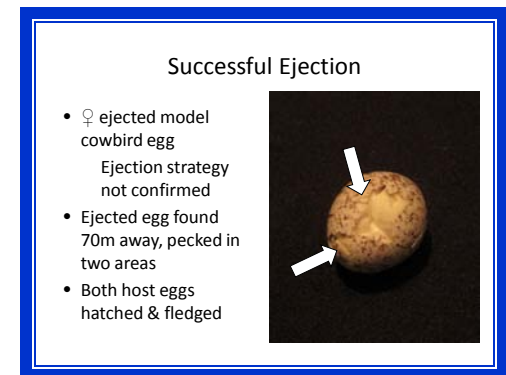 Successful Ejection
• ♀ ejected model
cowbird egg
Ejection strategy
not confirmed
• Ejected egg found
70m away, pecked in
two areas
• Both host eggs
hatched & fledged